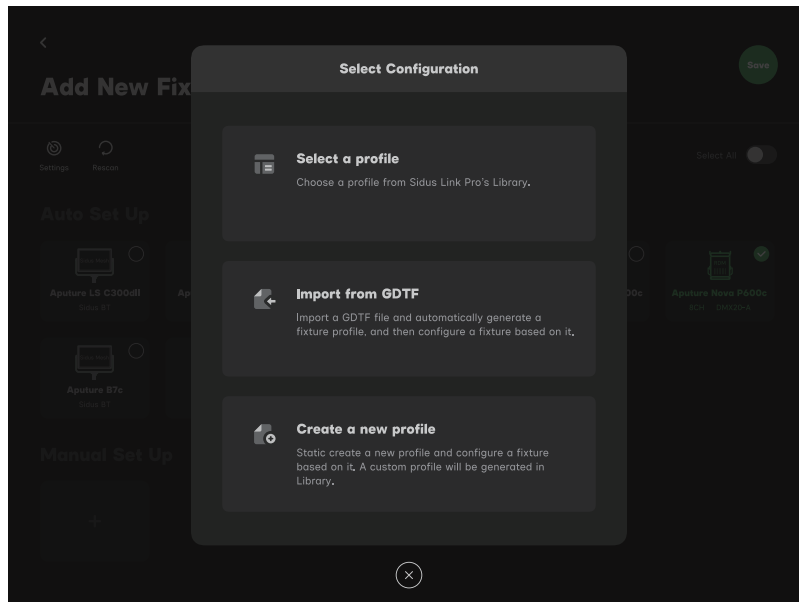 Add New Fix
Select Configuration
Save
Settings
Rescan
Select All
Select a profile
Choose a profile from Sidus Link Pro's Library.
Auto Set Up
Aputure LS C300dII
Sidus BT
Ap
00c
Aputure Nova P600c
8CH
Import from GDTF
Import a GDTF file and automatically generate a
fixture profile, and then configure a fixture based on it.
Aputure B7c
Sidus BT
Create a new profile
Static create a new profile and configure a fixture
based on it. A custom profile will be generated in
Library.
Manual Set Up